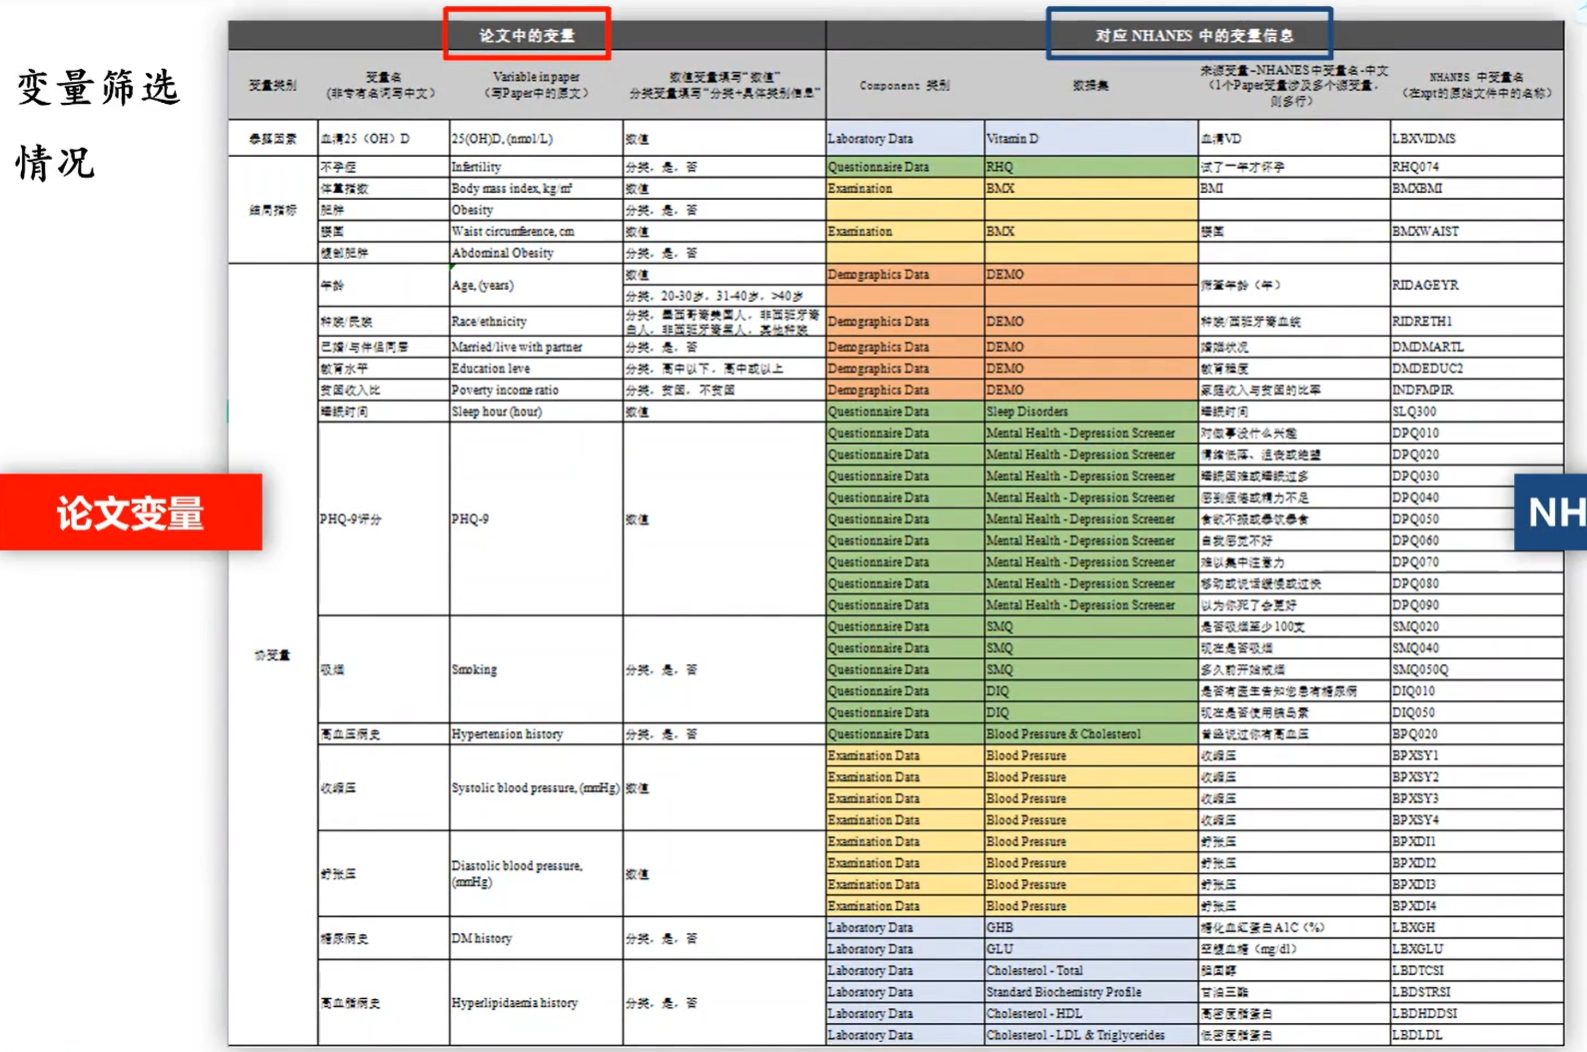 变量筛选
情况
论文变量
NH
论文中的变量 对应 NHANES 中的变量信息
变量类别 变量名 (非专有名词写中文) Variable in paper (写Paper中的原文) 数值变量填写“数值” 分类变量填写“分类+具体类别信息” Component 类别 数据集 来源变量-NHANES中变量名-中文 (1个Paper变量涉及多个源变量,则多行) NHANES 中变量名 (在xpt的原始文件中的名称)
暴露因素 血清25(OH)D 25(OH)D, (nmol/L) 数值 Laboratory Data Vitamin D 血清VD LBXVIDMS
结局指标 不孕症 Infertility 分类,是,否 Questionnaire Data RHQ 试了一年才怀孕 RHQ074
体重指数 Body mass index, kg/m² 数值 Examination BMX BMI BMXBMI
肥胖 Obesity 分类,是,否
腰围 Waist circumference, cm 数值 Examination BMX 腰围 BMXWAIST
腹部肥胖 Abdominal Obesity 分类,是,否
协变量 年龄 Age, (years) 数值 Demographics Data DEMO 筛查年龄(年) RIDAGEYR
分类,20-30岁,31-40岁,>40岁
种族/民族 Race/ethnicity 分类,墨西哥裔美国人,非西班牙裔白人,非西班牙裔黑人,其他种族 Demographics Data DEMO 种族/西班牙裔血统 RIDRETH1
已婚/与伴侣同居 Married/live with partner 分类,是,否 Demographics Data DEMO 婚姻状况 DMDMARTL
教育水平 Education leve 分类,高中以下,高中或以上 Demographics Data DEMO 教育程度 DMDEDUC2
贫困收入比 Poverty income ratio 分类,贫困,不贫困 Demographics Data DEMO 家庭收入与贫困的比率 INDFMPIR
睡眠时间 Sleep hour (hour) 数值 Questionnaire Data Sleep Disorders 睡眠时间 SLQ300
PHQ-9评分 PHQ-9 数值 Questionnaire Data Mental Health - Depression Screener 对做事没什么兴趣 DPQ010
Questionnaire Data Mental Health - Depression Screener 情绪低落、沮丧或绝望 DPQ020
Questionnaire Data Mental Health - Depression Screener 睡眠困难或睡眠过多 DPQ030
Questionnaire Data Mental Health - Depression Screener 感到疲倦或精力不足 DPQ040
Questionnaire Data Mental Health - Depression Screener 食欲不振或暴饮暴食 DPQ050
Questionnaire Data Mental Health - Depression Screener 自我感觉不好 DPQ060
Questionnaire Data Mental Health - Depression Screener 难以集中注意力 DPQ070
Questionnaire Data Mental Health - Depression Screener 移动或说话缓慢或过快 DPQ080
Questionnaire Data Mental Health - Depression Screener 以为你死了会更好 DPQ090
吸烟 Smoking 分类,是,否 Questionnaire Data SMQ 是否吸烟至少100支 SMQ020
Questionnaire Data SMQ 现在是否吸烟 SMQ040
Questionnaire Data SMQ 多久前开始戒烟 SMQ050Q
Questionnaire Data DIQ 是否有医生告知您患有糖尿病 DIQ010
Questionnaire Data DIQ 现在是否使用胰岛素 DIQ050
高血压病史 Hypertension history 分类,是,否 Questionnaire Data Blood Pressure & Cholesterol 曾经说过你有高血压 BPQ020
收缩压 Systolic blood pressure, (mmHg) 数值 Examination Data Blood Pressure 收缩压 BPXSY1
Examination Data Blood Pressure 收缩压 BPXSY2
Examination Data Blood Pressure 收缩压 BPXSY3
Examination Data Blood Pressure 收缩压 BPXSY4
舒张压 Diastolic blood pressure, (mmHg) 数值 Examination Data Blood Pressure 舒张压 BPXDI1
Examination Data Blood Pressure 舒张压 BPXDI2
Examination Data Blood Pressure 舒张压 BPXDI3
Examination Data Blood Pressure 舒张压 BPXDI4
糖尿病史 DM history 分类,是,否 Laboratory Data GHB 糖化血红蛋白A1C(%) LBXGH
Laboratory Data GLU 空腹血糖(mg/dl) LBXGLU
高血脂病史 Hyperlipidaemia history 分类,是,否 Laboratory Data Cholesterol - Total 胆固醇 LBDTCSI
Laboratory Data Standard Biochemistry Profile 甘油三酯 LBDSTRSI
Laboratory Data Cholesterol - HDL 高密度脂蛋白 LBDHDDSI
Laboratory Data Cholesterol - LDL & Triglycerides 低密度脂蛋白 LBDLDL